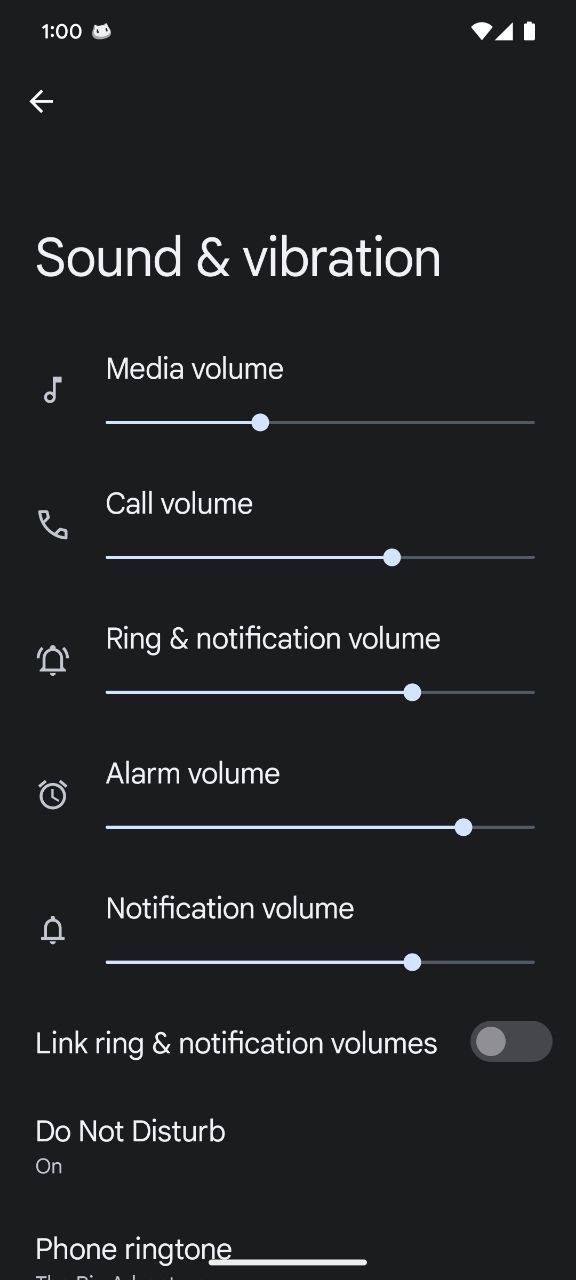 1:00
Sound & vibration
Media volume
Call volume
Ring & notification volume
Alarm volume
Notification volume
Link ring & notification volumes
Do Not Disturb
On
Phone ringtone